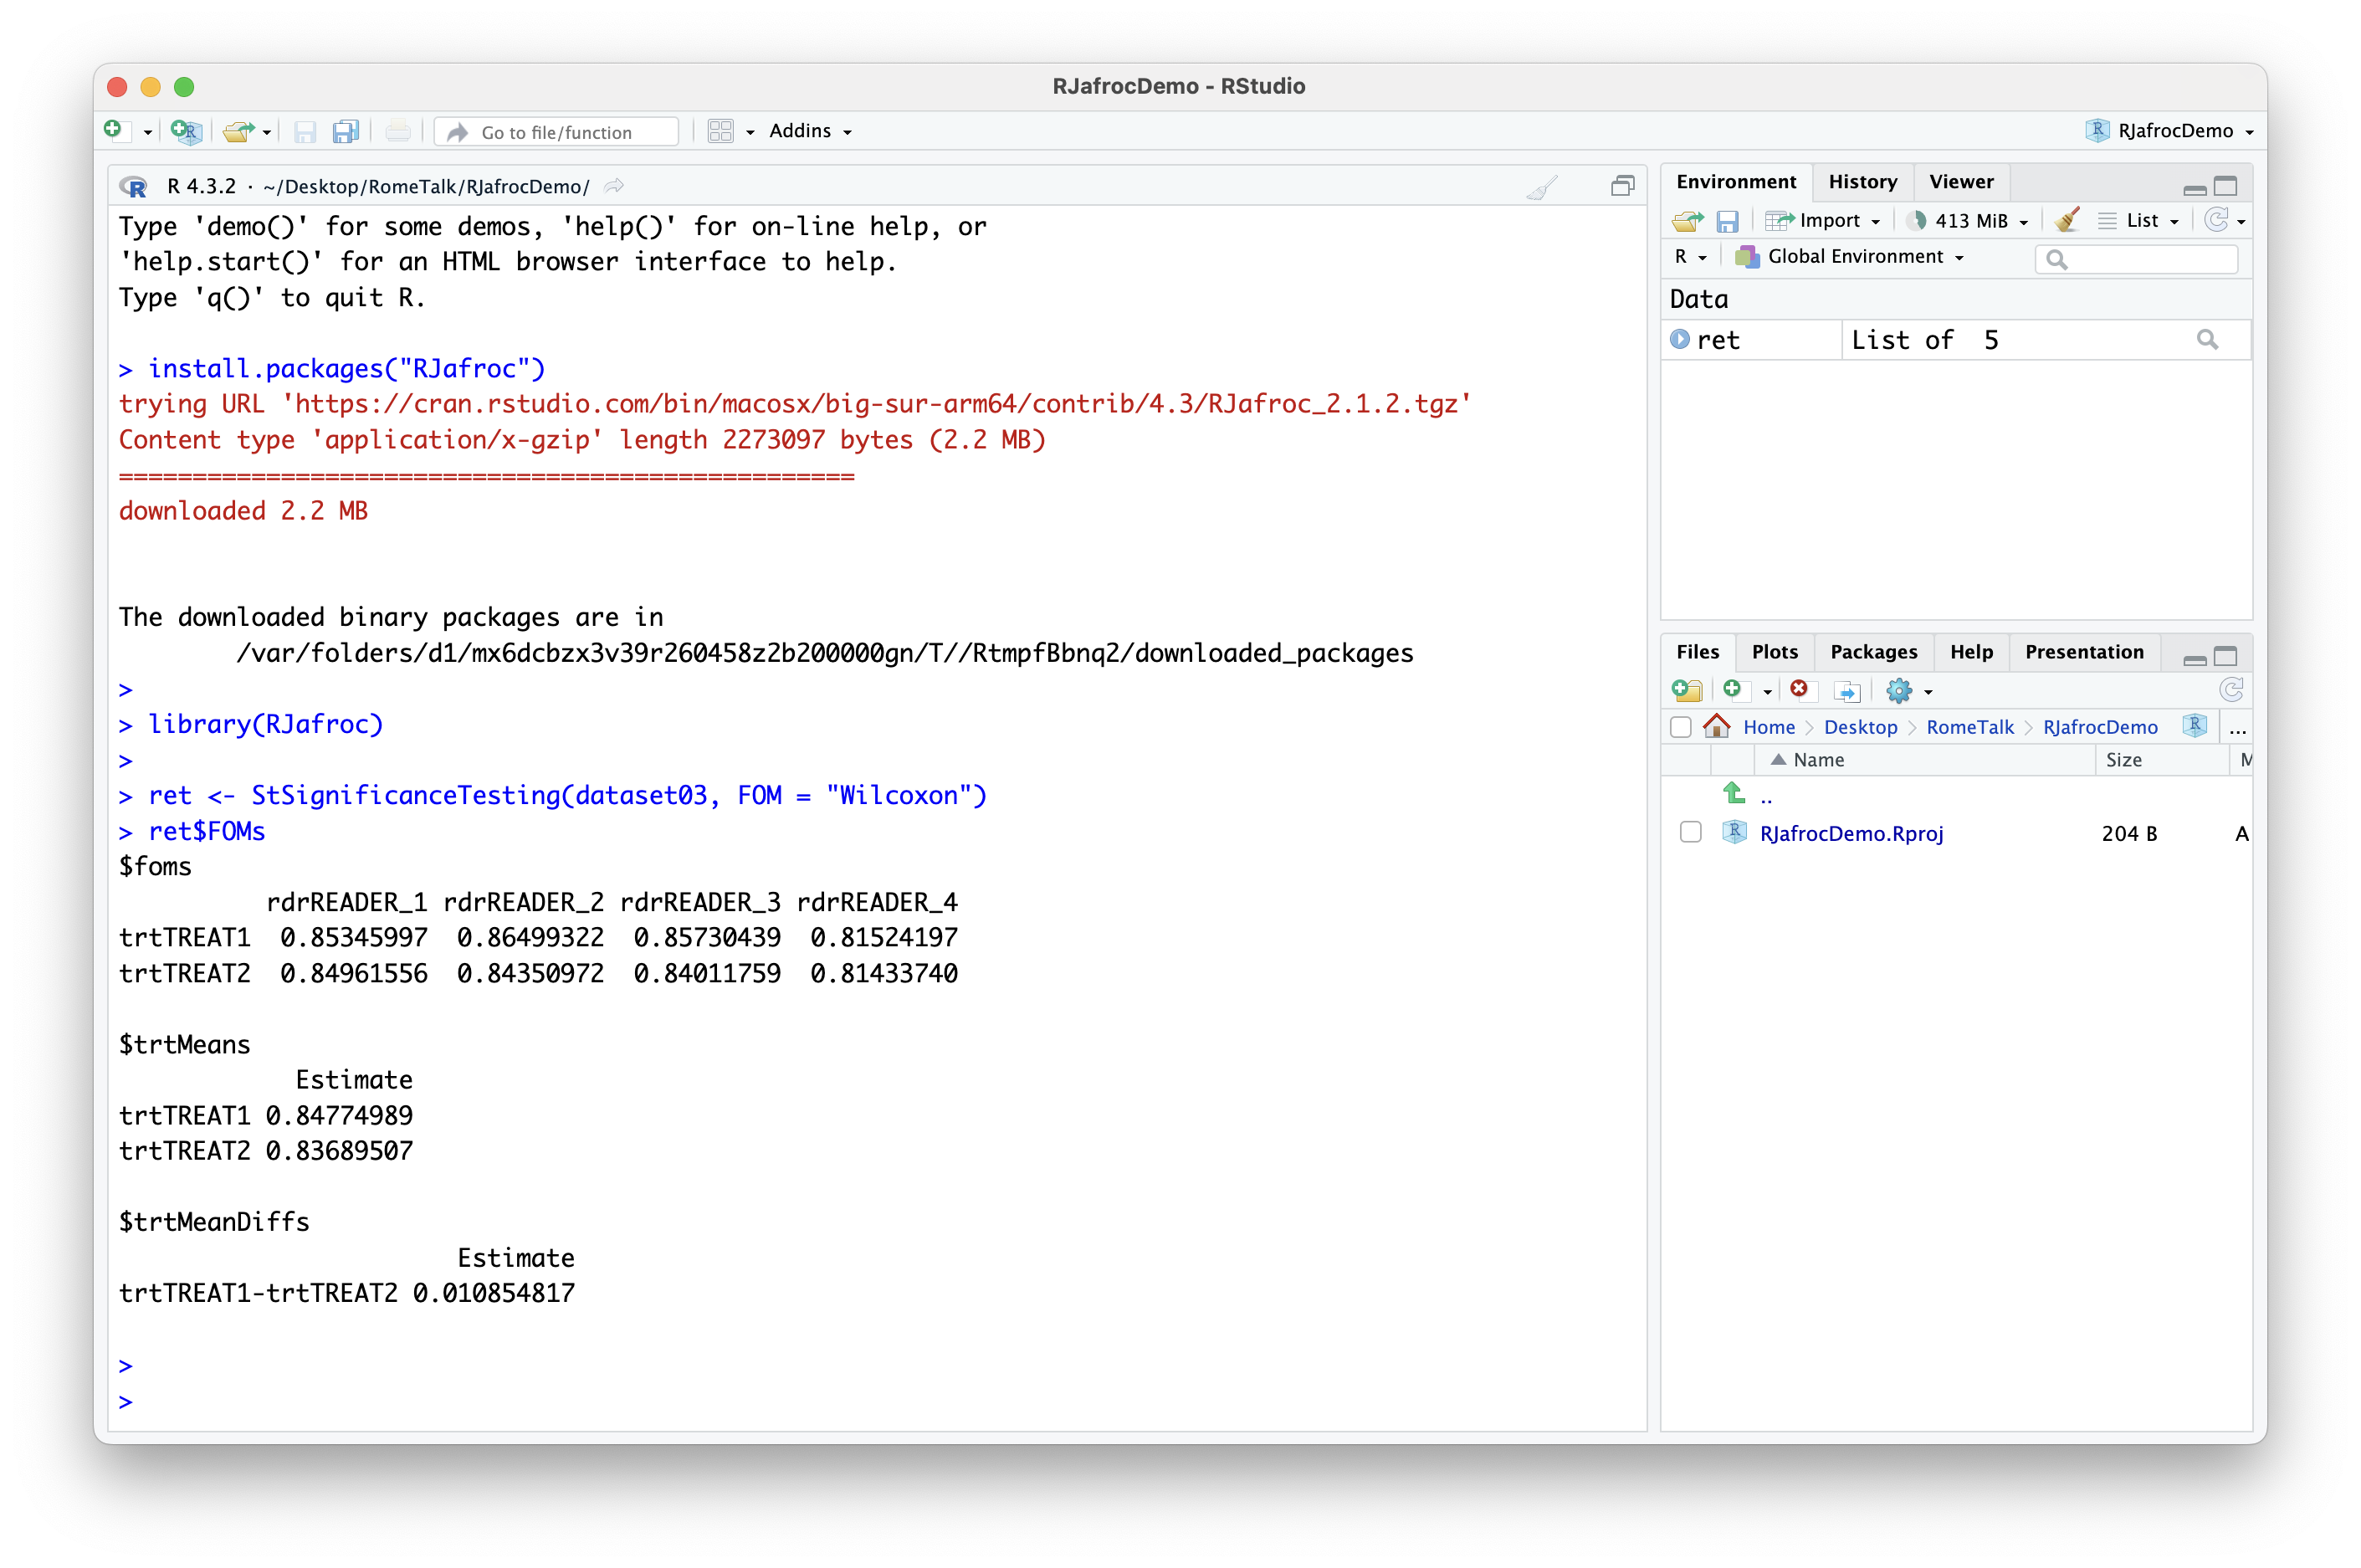 RJafrocDemo - RStudio
Go to file/function
Addins
RJafrocDemo
R 4.3.2 · ~/Desktop/RomeTalk/RJafrocDemo/
Type 'demo()' for some demos, 'help()' for on-line help, or
'help.start()' for an HTML browser interface to help.
Type 'q()' to quit R.
> install.packages("RJafroc")
trying URL 'https://cran.rstudio.com/bin/macosx/big-sur-arm64/contrib/4.3/RJafroc_2.1.2.tgz'
Content type 'application/x-gzip' length 2273097 bytes (2.2 MB)
==================================================
downloaded 2.2 MB
The downloaded binary packages are in
/var/folders/d1/mx6dcbzx3v39r260458z2b200000gn/T//RtmpfBbnq2/downloaded_packages
>
> library(RJafroc)
>
> ret <- StSignificanceTesting(dataset03, FOM = "Wilcoxon")
> ret$FOMs
$foms
rdrREADER_1 rdrREADER_2 rdrREADER_3 rdrREADER_4
trtTREAT1 0.85345997 0.86499322 0.85730439 0.81524197
trtTREAT2 0.84961556 0.84350972 0.84011759 0.81433740
$trtMeans
Estimate
trtTREAT1 0.84774989
trtTREAT2 0.83689507
$trtMeanDiffs
Estimate
trtTREAT1-trtTREAT2 0.010854817
>
>
Environment History Viewer
Import 413 MiB List
R Global Environment
Data
ret List of 5
Files Plots Packages Help Presentation
Home Desktop RomeTalk RJafrocDemo ...
Name Size M
..
RJafrocDemo.Rproj 204 B A